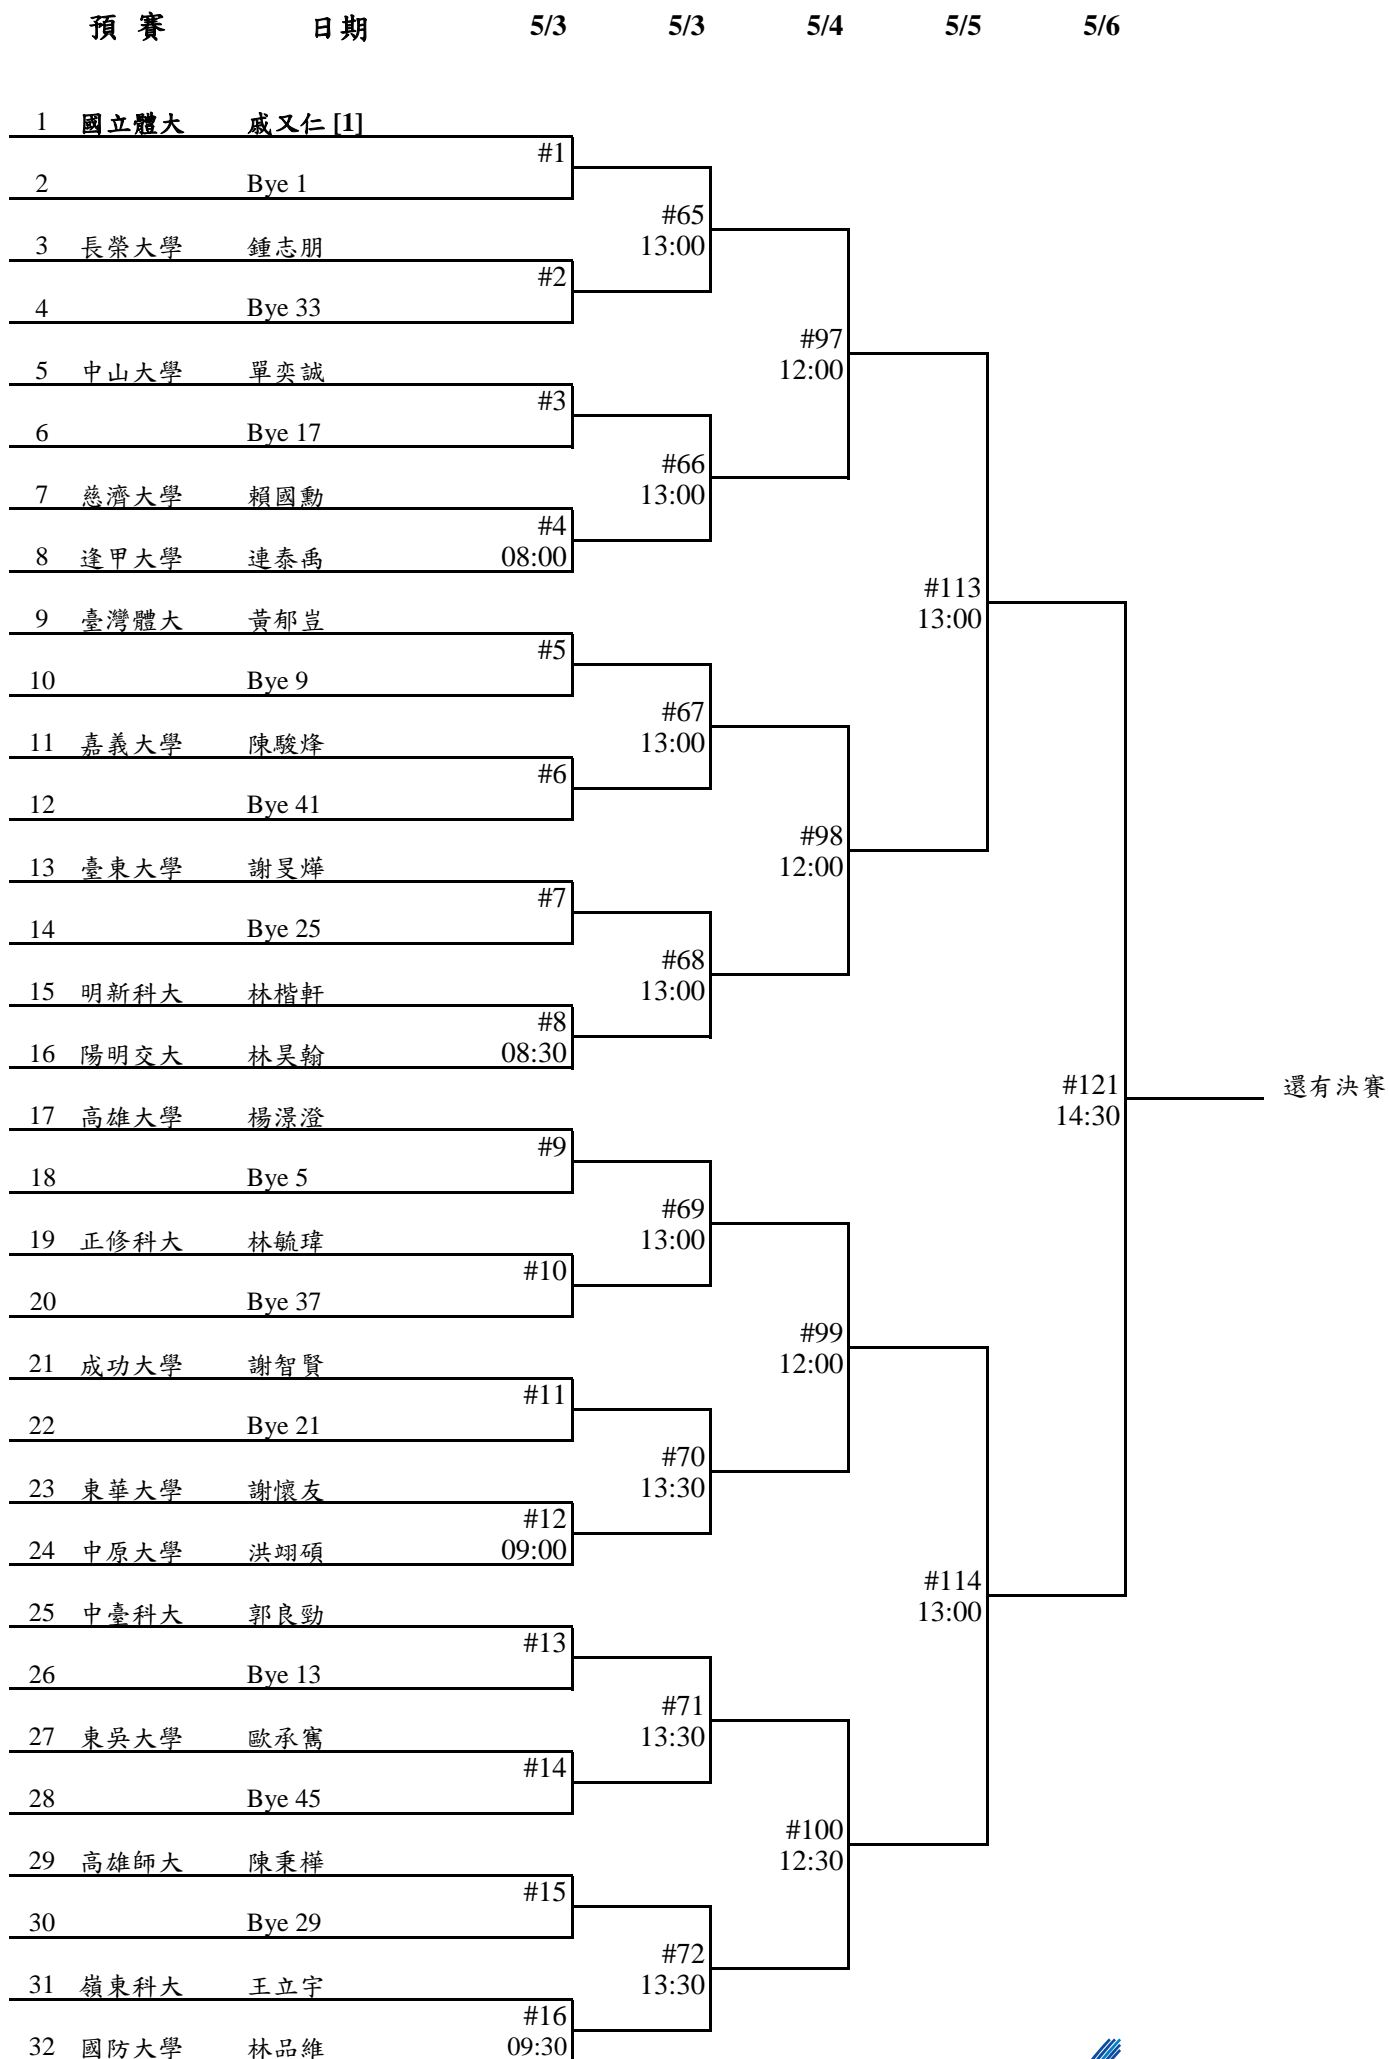 預 賽 日期 5/3 5/3 5/4 5/5 5/6
1 國立體大 戚又仁 [1]
#1
2 Bye 1
#65
3 長榮大學 鍾志朋 13:00
#2
4 Bye 33
#97
5 中山大學 單奕誠 12:00
#3
6 Bye 17
#66
7 慈濟大學 賴國勳 13:00
#4
8 逢甲大學 連泰禹 08:00
#113
9 臺灣體大 黃郁豈 13:00
#5
10 Bye 9
#67
11 嘉義大學 陳駿烽 13:00
#6
12 Bye 41
#98
13 臺東大學 謝旻燁 12:00
#7
14 Bye 25
#68
15 明新科大 林楷軒 13:00
#8
16 陽明交大 林昊翰 08:30
#121 還有決賽
17 高雄大學 楊澋澄 14:30
#9
18 Bye 5
#69
19 正修科大 林毓瑋 13:00
#10
20 Bye 37
#99
21 成功大學 謝智賢 12:00
#11
22 Bye 21
#70
23 東華大學 謝懷友 13:30
#12
24 中原大學 洪翊碩 09:00
#114
25 中臺科大 郭良勁 13:00
#13
26 Bye 13
#71
27 東吳大學 歐承寯 13:30
#14
28 Bye 45
#100
29 高雄師大 陳秉樺 12:30
#15
30 Bye 29
#72
31 嶺東科大 王立宇 13:30
#16
32 國防大學 林品維 09:30